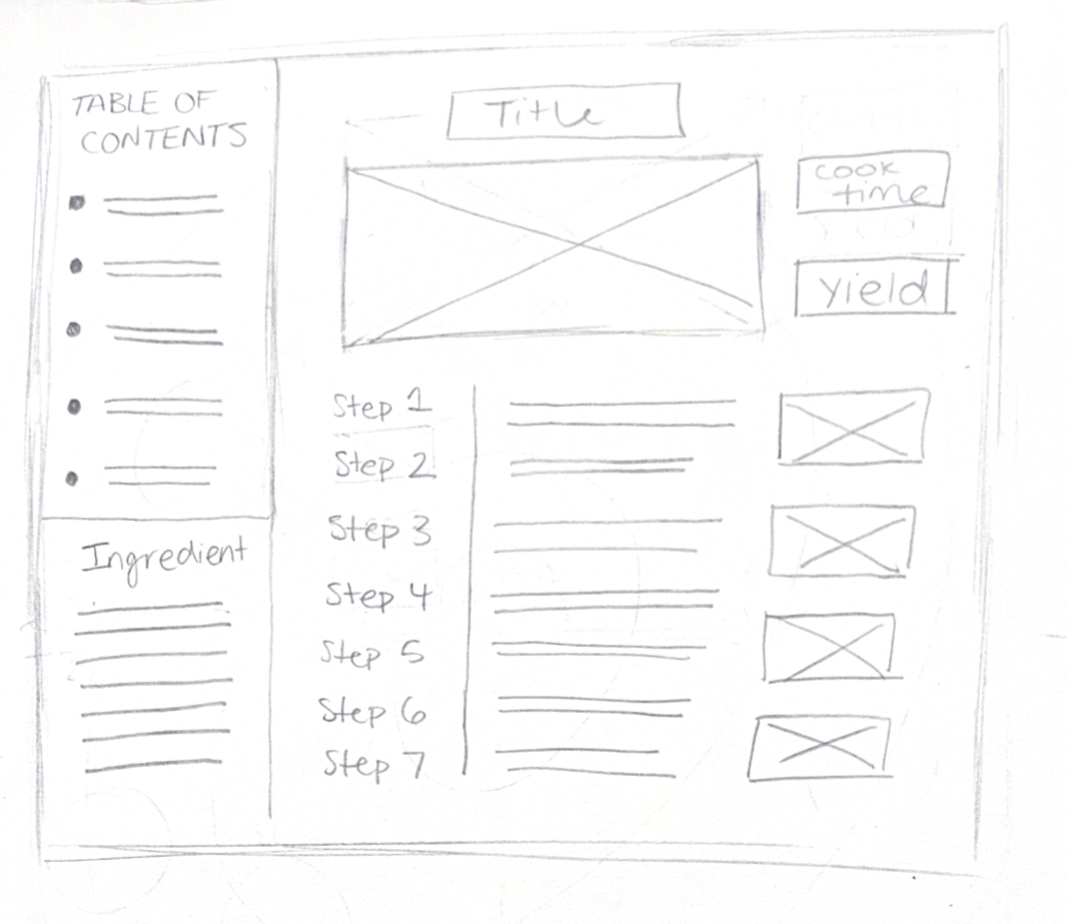 TABLE OF
CONTENTS
Ingredient
Title
cook
time
Yield
Step 1
Step 2
Step 3
Step 4
Step 5
Step 6
Step 7